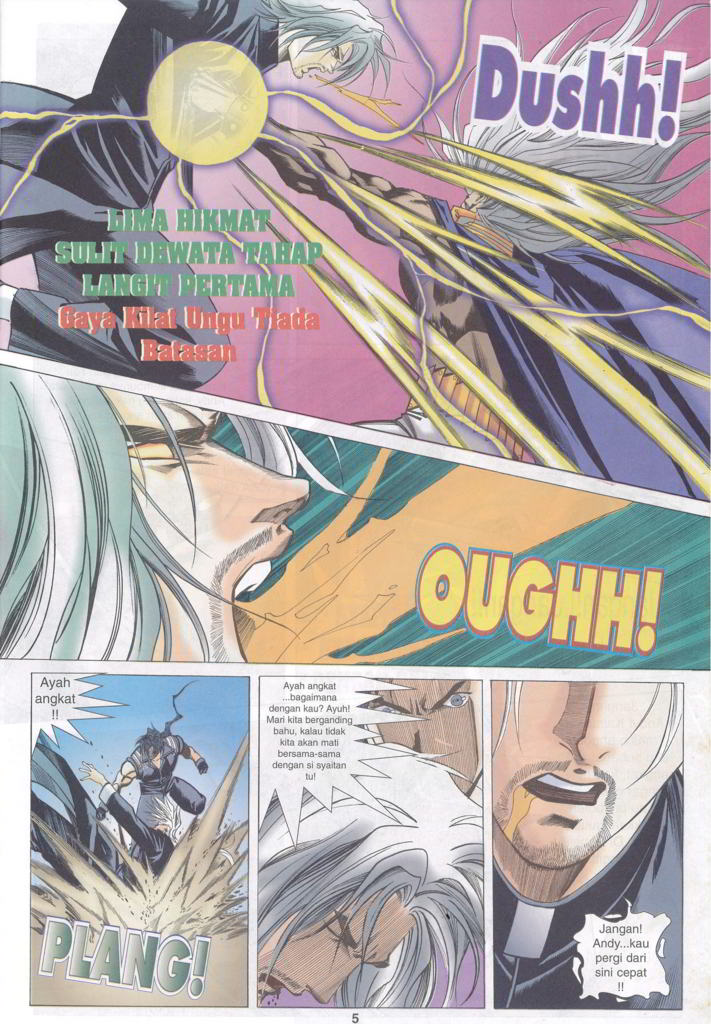 Dushh!
LIMA HIKMAT
SULIT DEWATA TAHAP
LANGIT PERTAMA
Gaya Kilat Ungu Tiada
Batasan
OUGHH!
Ayah
angkat
!!
PLANG!
Ayah angkat
...bagaimana
dengan kau? Ayuh!
Mari kita berganding
bahu, kalau tidak
kita akan mati
bersama-sama
dengan si syaitan
tu!
Jangan!
Andy...kau
pergi dari
sini cepat
!!
5